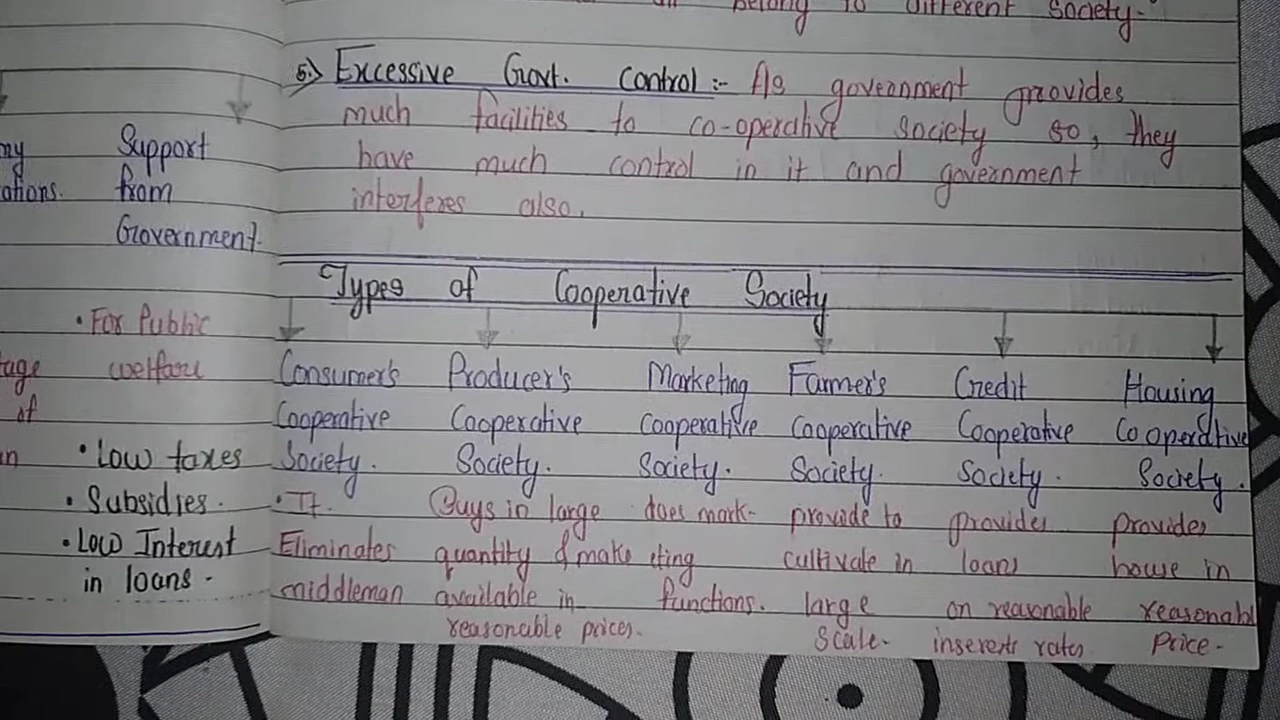 belong to different Society.
5.) Excessive Govt. Control :- As government provides
much facilities to co-operative society so, they
have much control in it and government
interferes also.
Support
from
Government.
• For Public
welfare
of
• Low taxes
• Subsidies.
• Low Interest
in loans.
Types of Cooperative Society
Consumer's Producer's Marketing Farmer's Credit Housing
Cooperative Cooperative Cooperative Cooperative Cooperative Cooperative
Society. Society. Society. Society. Society. Society.
• It Buys in large does mark- provide to provides provides
Eliminates quantity & make eting cultivate in loans house in
middleman available in functions. large on reasonable reasonabl
reasonable prices. Scale. inserests rates price.